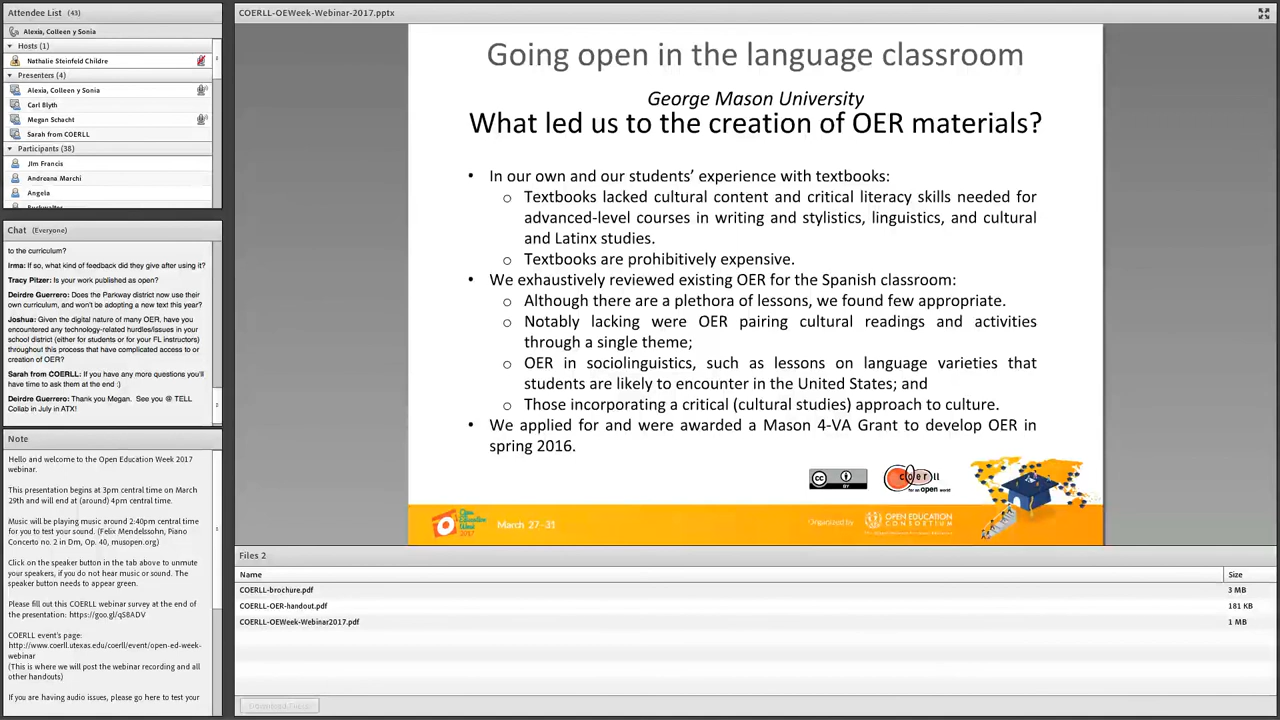 Attendee List (43)
Alexia, Colleen y Sonia
Hosts (1)
Nathalie Steinfeld Childre
Presenters (4)
Alexia, Colleen y Sonia
Carl Blyth
Megan Schacht
Sarah from COERLL
Participants (38)
Jim Francis
Andreana Marchi
Angela
Chat (Everyone)
to the curriculum?
Irma: If so, what kind of feedback did they give after using it?
Tracy Pitzer: Is your work published as open?
Deirdre Guerrero: Does the Parkway district now use their
own curriculum, and won't be adopting a new text this year?
Joshua: Given the digital nature of many OER, have you
encountered any technology-related hurdles/issues in your
school district (either for students or for your FL instructors)
throughout this process that have complicated access to or
creation of OER?
Sarah from COERLL: If you have any more questions you'll
have time to ask them at the end :)
Deirdre Guerrero: Thank you Megan. See you @ TELL
Collab in July in ATX!
Note
Hello and welcome to the Open Education Week 2017
webinar.
This presentation begins at 3pm central time on March
29th and will end at (around) 4pm central time.
Music will be playing music around 2:40pm central time
for you to test your sound. (Felix Mendelssohn, Piano
Concerto no. 2 in Dm, Op. 40, musopen.org)
Click on the speaker button in the tab above to unmute
your speakers, if you do not hear music or sound. The
speaker button needs to appear green.
Please fill out this COERLL webinar survey at the end of
the presentation: https://goo.gl/qS8ADV
COERLL event's page:
http://www.coerll.utexas.edu/coerll/event/open-ed-week-
webinar
(This is where we will post the webinar recording and all
other handouts)
If you are having audio issues, please go here to test your
COERLL-OEWeek-Webinar-2017.pptx
Going open in the language classroom
George Mason University
What led us to the creation of OER materials?
• In our own and our students' experience with textbooks:
o Textbooks lacked cultural content and critical literacy skills needed for
advanced-level courses in writing and stylistics, linguistics, and cultural
and Latinx studies.
o Textbooks are prohibitively expensive.
• We exhaustively reviewed existing OER for the Spanish classroom:
o Although there are a plethora of lessons, we found few appropriate.
o Notably lacking were OER pairing cultural readings and activities
through a single theme;
o OER in sociolinguistics, such as lessons on language varieties that
students are likely to encounter in the United States; and
o Those incorporating a critical (cultural studies) approach to culture.
• We applied for and were awarded a Mason 4-VA Grant to develop OER in
spring 2016.
cc BY
coerll
for an open world
Open
Education
Week
2017
March 27-31
Organized by
OPEN EDUCATION
CONSORTIUM
Files 2
Name Size
COERLL-brochure.pdf 3 MB
COERLL-OER-handout.pdf 181 KB
COERLL-OEWeek-Webinar2017.pdf 1 MB